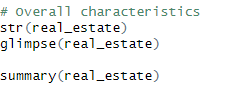 # Overall characteristics
str(real_estate)
glimpse(real_estate)
summary(real_estate)